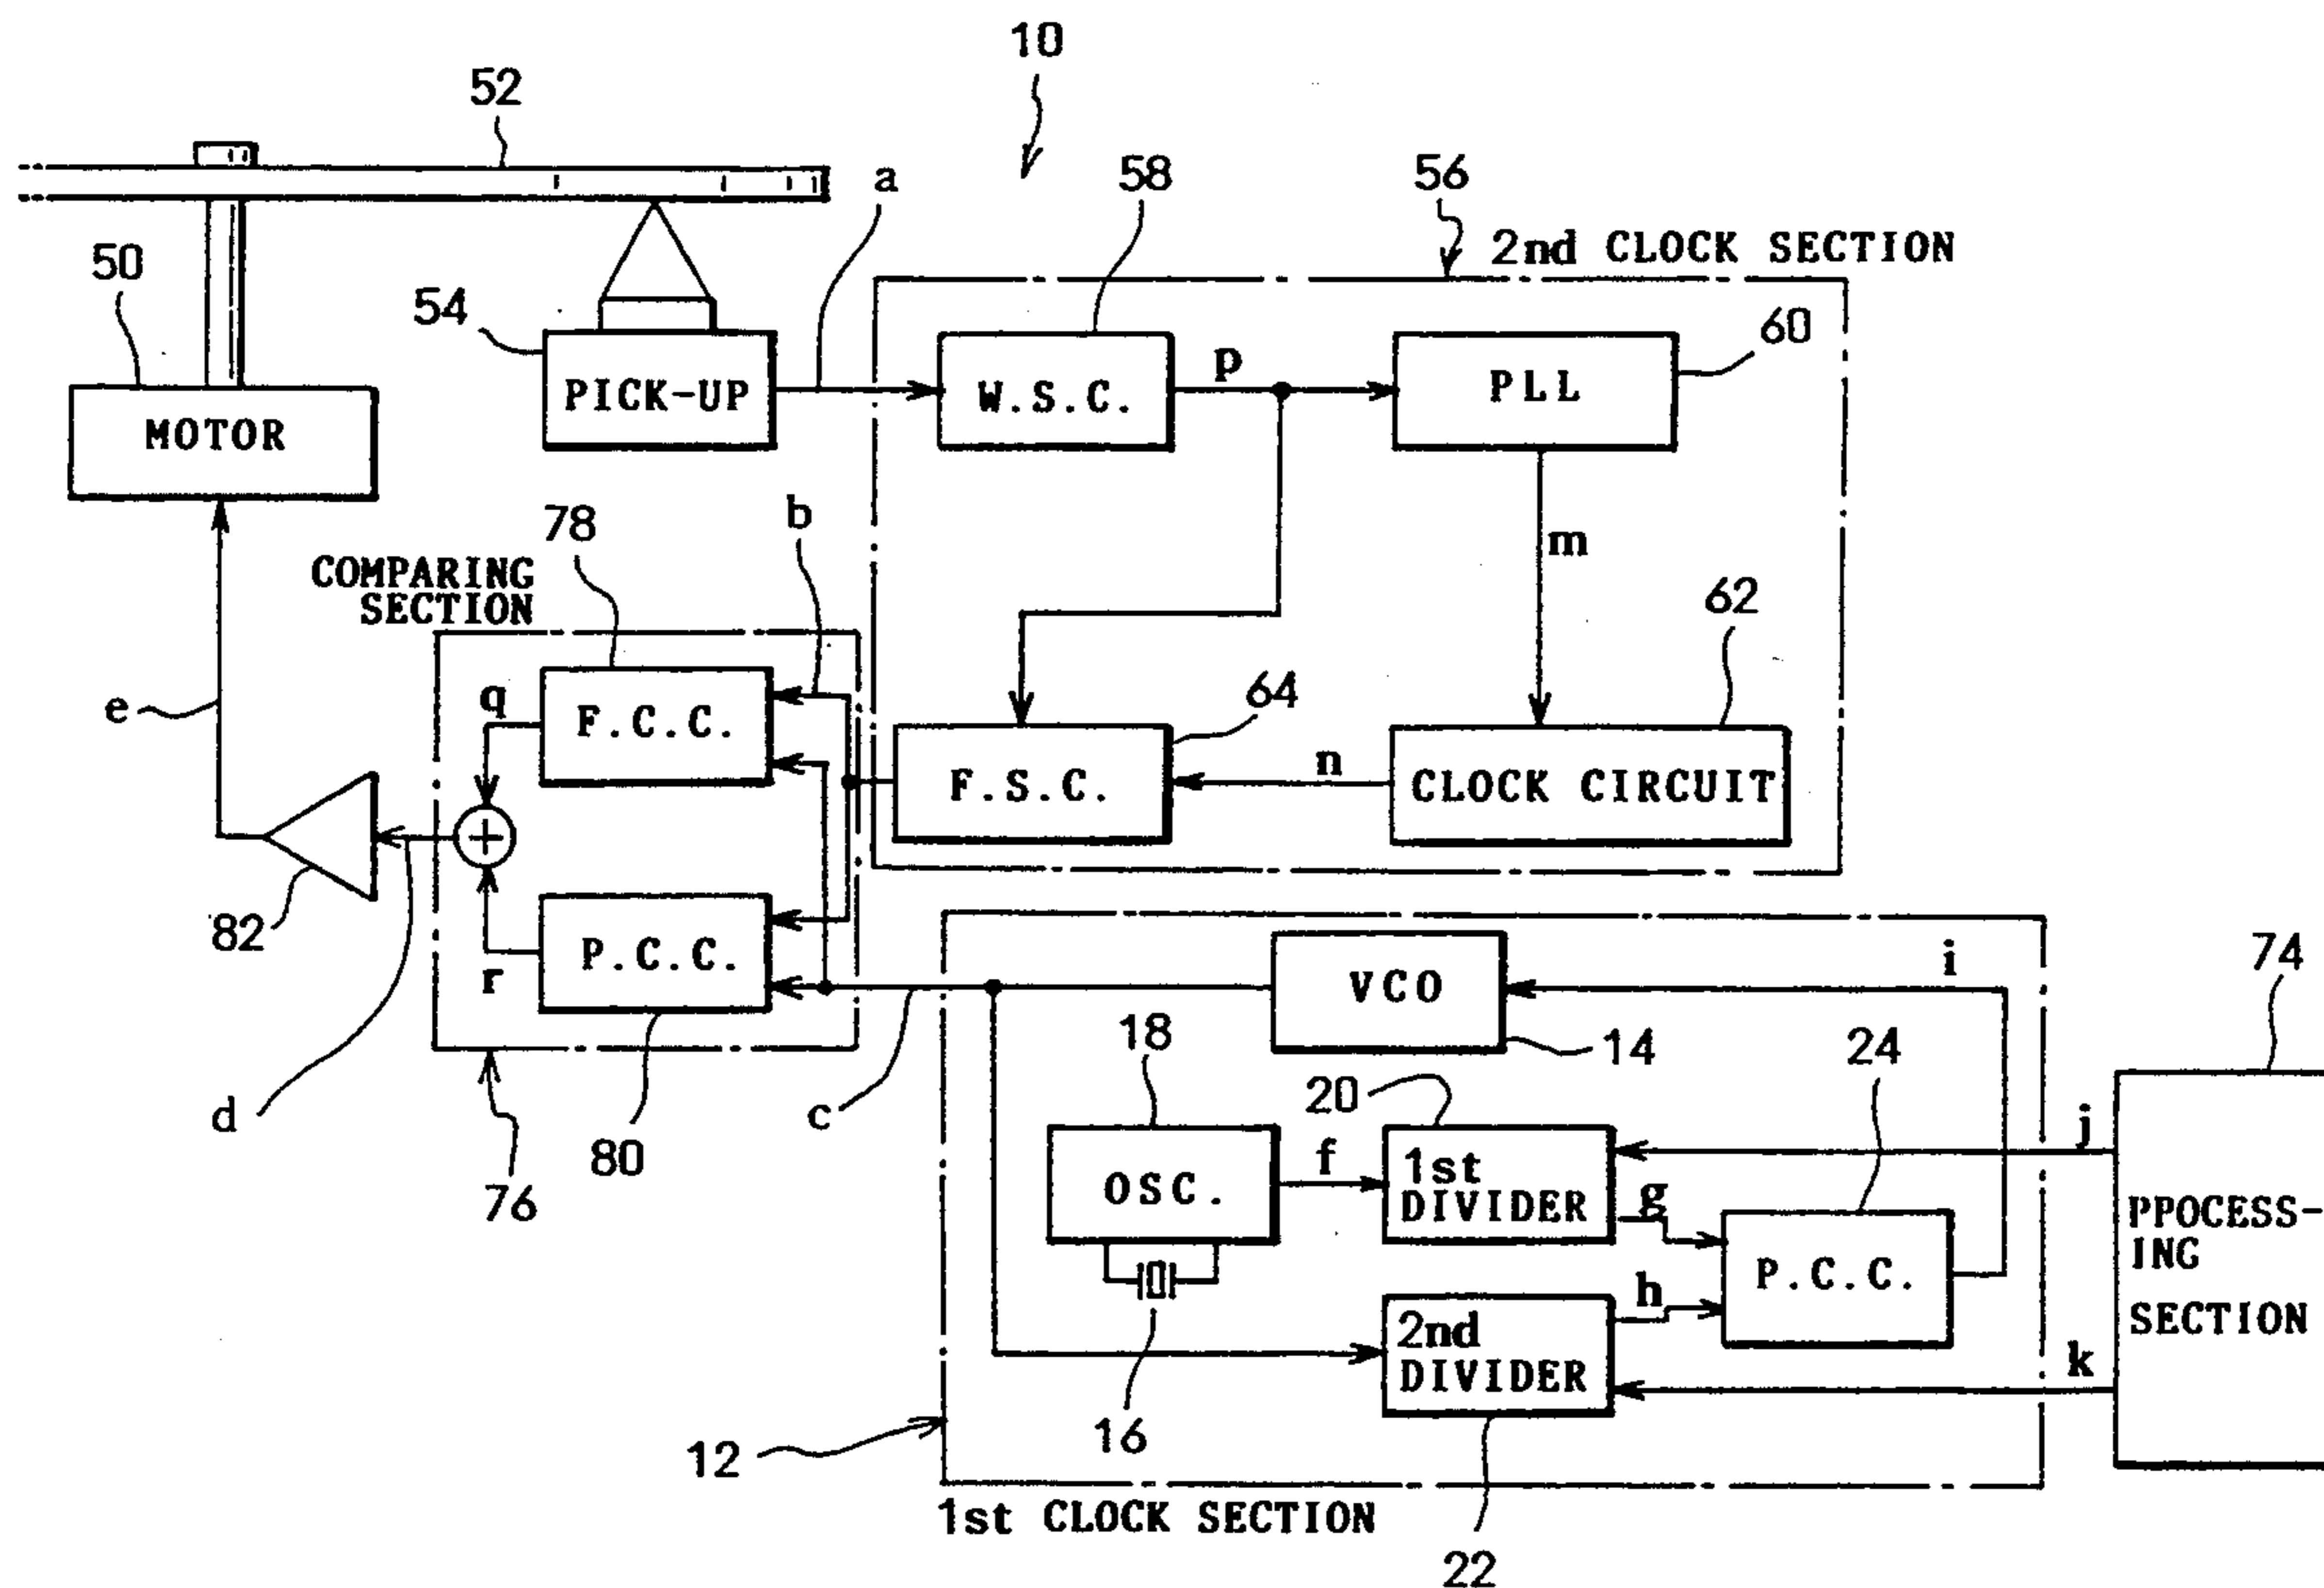 10
52
a
58
56
2nd CLOCK SECTION
50
54
60
MOTOR
PICK-UP
W.S.C.
p
PLL
78
b
m
COMPARING
SECTION
62
e
q
F.C.C.
64
F.S.C.
n
CLOCK CIRCUIT
82
r
P.C.C.
VCO
i
74
18
14
24
d
80
c
20
j
76
OSC.
f
1st
DIVIDER
g
P.C.C.
PPOCESS-
ING
SECTION
h
2nd
DIVIDER
k
12
16
1st CLOCK SECTION
22